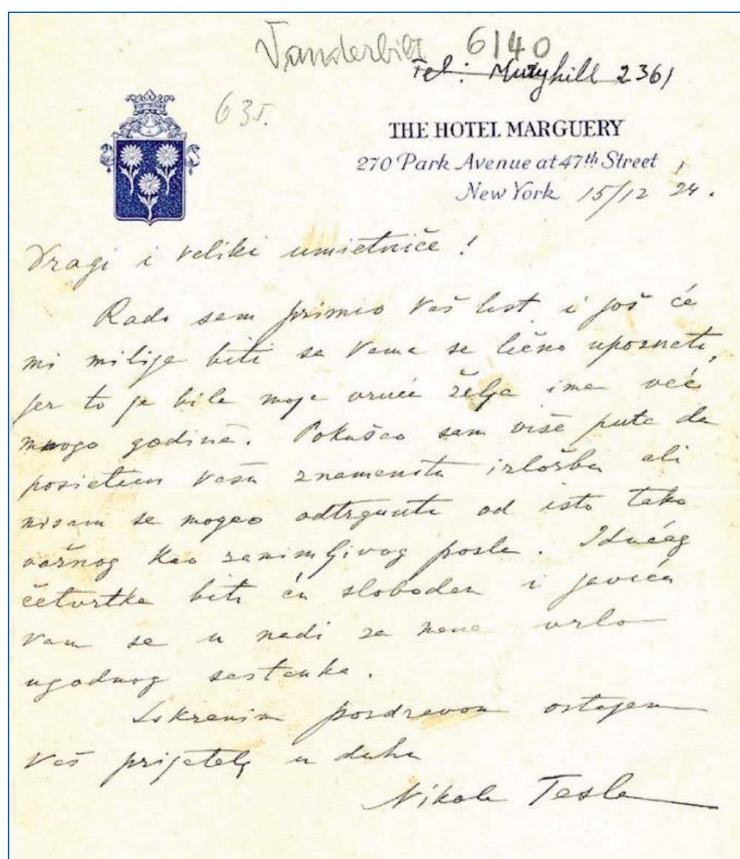 Vanderbilt 6140
Tel: Muryhill 2361
635.
THE HOTEL MARGUERY
270 Park Avenue at 47th Street
New York 15/12 24.
Dragi i veliki umietniče!
Rado sam primio Vaš list i još će
mi milije biti sa Vama se lično upoznati,
jer to je bila moja vruća želja ima već
mnogo godina. Pokušao sam više puta da
posietim Vašu znamenitu izložbu ali
nisam se mogao odtrgnuti od isto tako
važnog kao zanimljivog posla. Idućeg
četvrtka biti ću slobodan i javiću
Vam se u nadi za mene vrlo
ugodnog sastanka.
Iskrenim pozdravom ostajem
Vaš prijatelj u duhu
Nikola Tesla